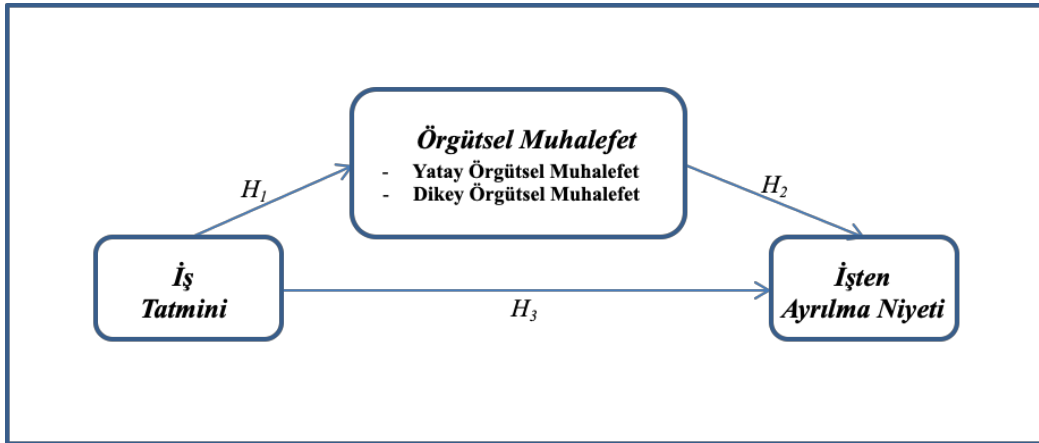 Örgütsel Muhalefet
- Yatay Örgütsel Muhalefet
- Dikey Örgütsel Muhalefet
H1
H2
İş
Tatmini
H3
İşten
Ayrılma Niyeti